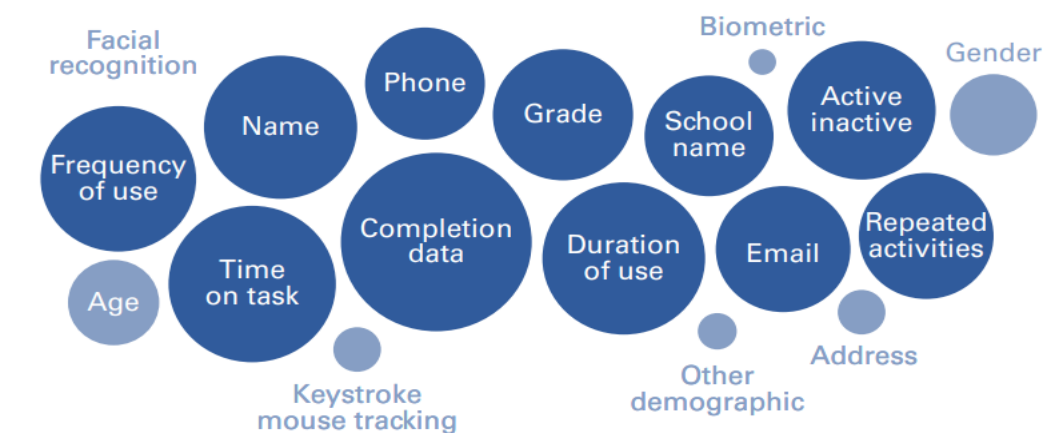 Facial
recognition
Biometric
Gender
Phone
Name
Grade
School
name
Active
inactive
Frequency
of use
Completion
data
Duration
of use
Email
Repeated
activities
Time
on task
Age
Keystroke
mouse tracking
Other
demographic
Address